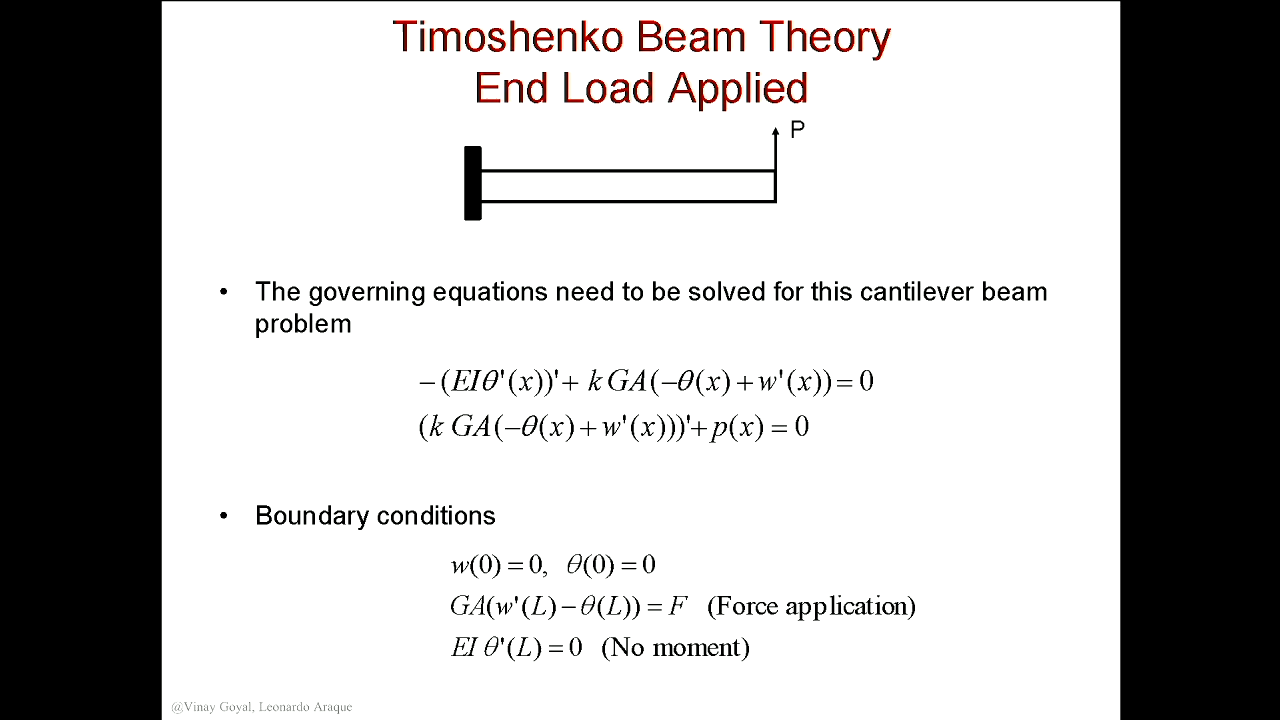 Timoshenko Beam Theory
End Load Applied
P
• The governing equations need to be solved for this cantilever beam
problem
−(EIθ'(x))'+ k GA(−θ(x)+w'(x))=0
(k GA(−θ(x)+w'(x)))'+p(x)=0
• Boundary conditions
w(0)=0, θ(0)=0
GA(w'(L)−θ(L))=F (Force application)
EI θ'(L)=0 (No moment)
@Vinay Goyal, Leonardo Araque